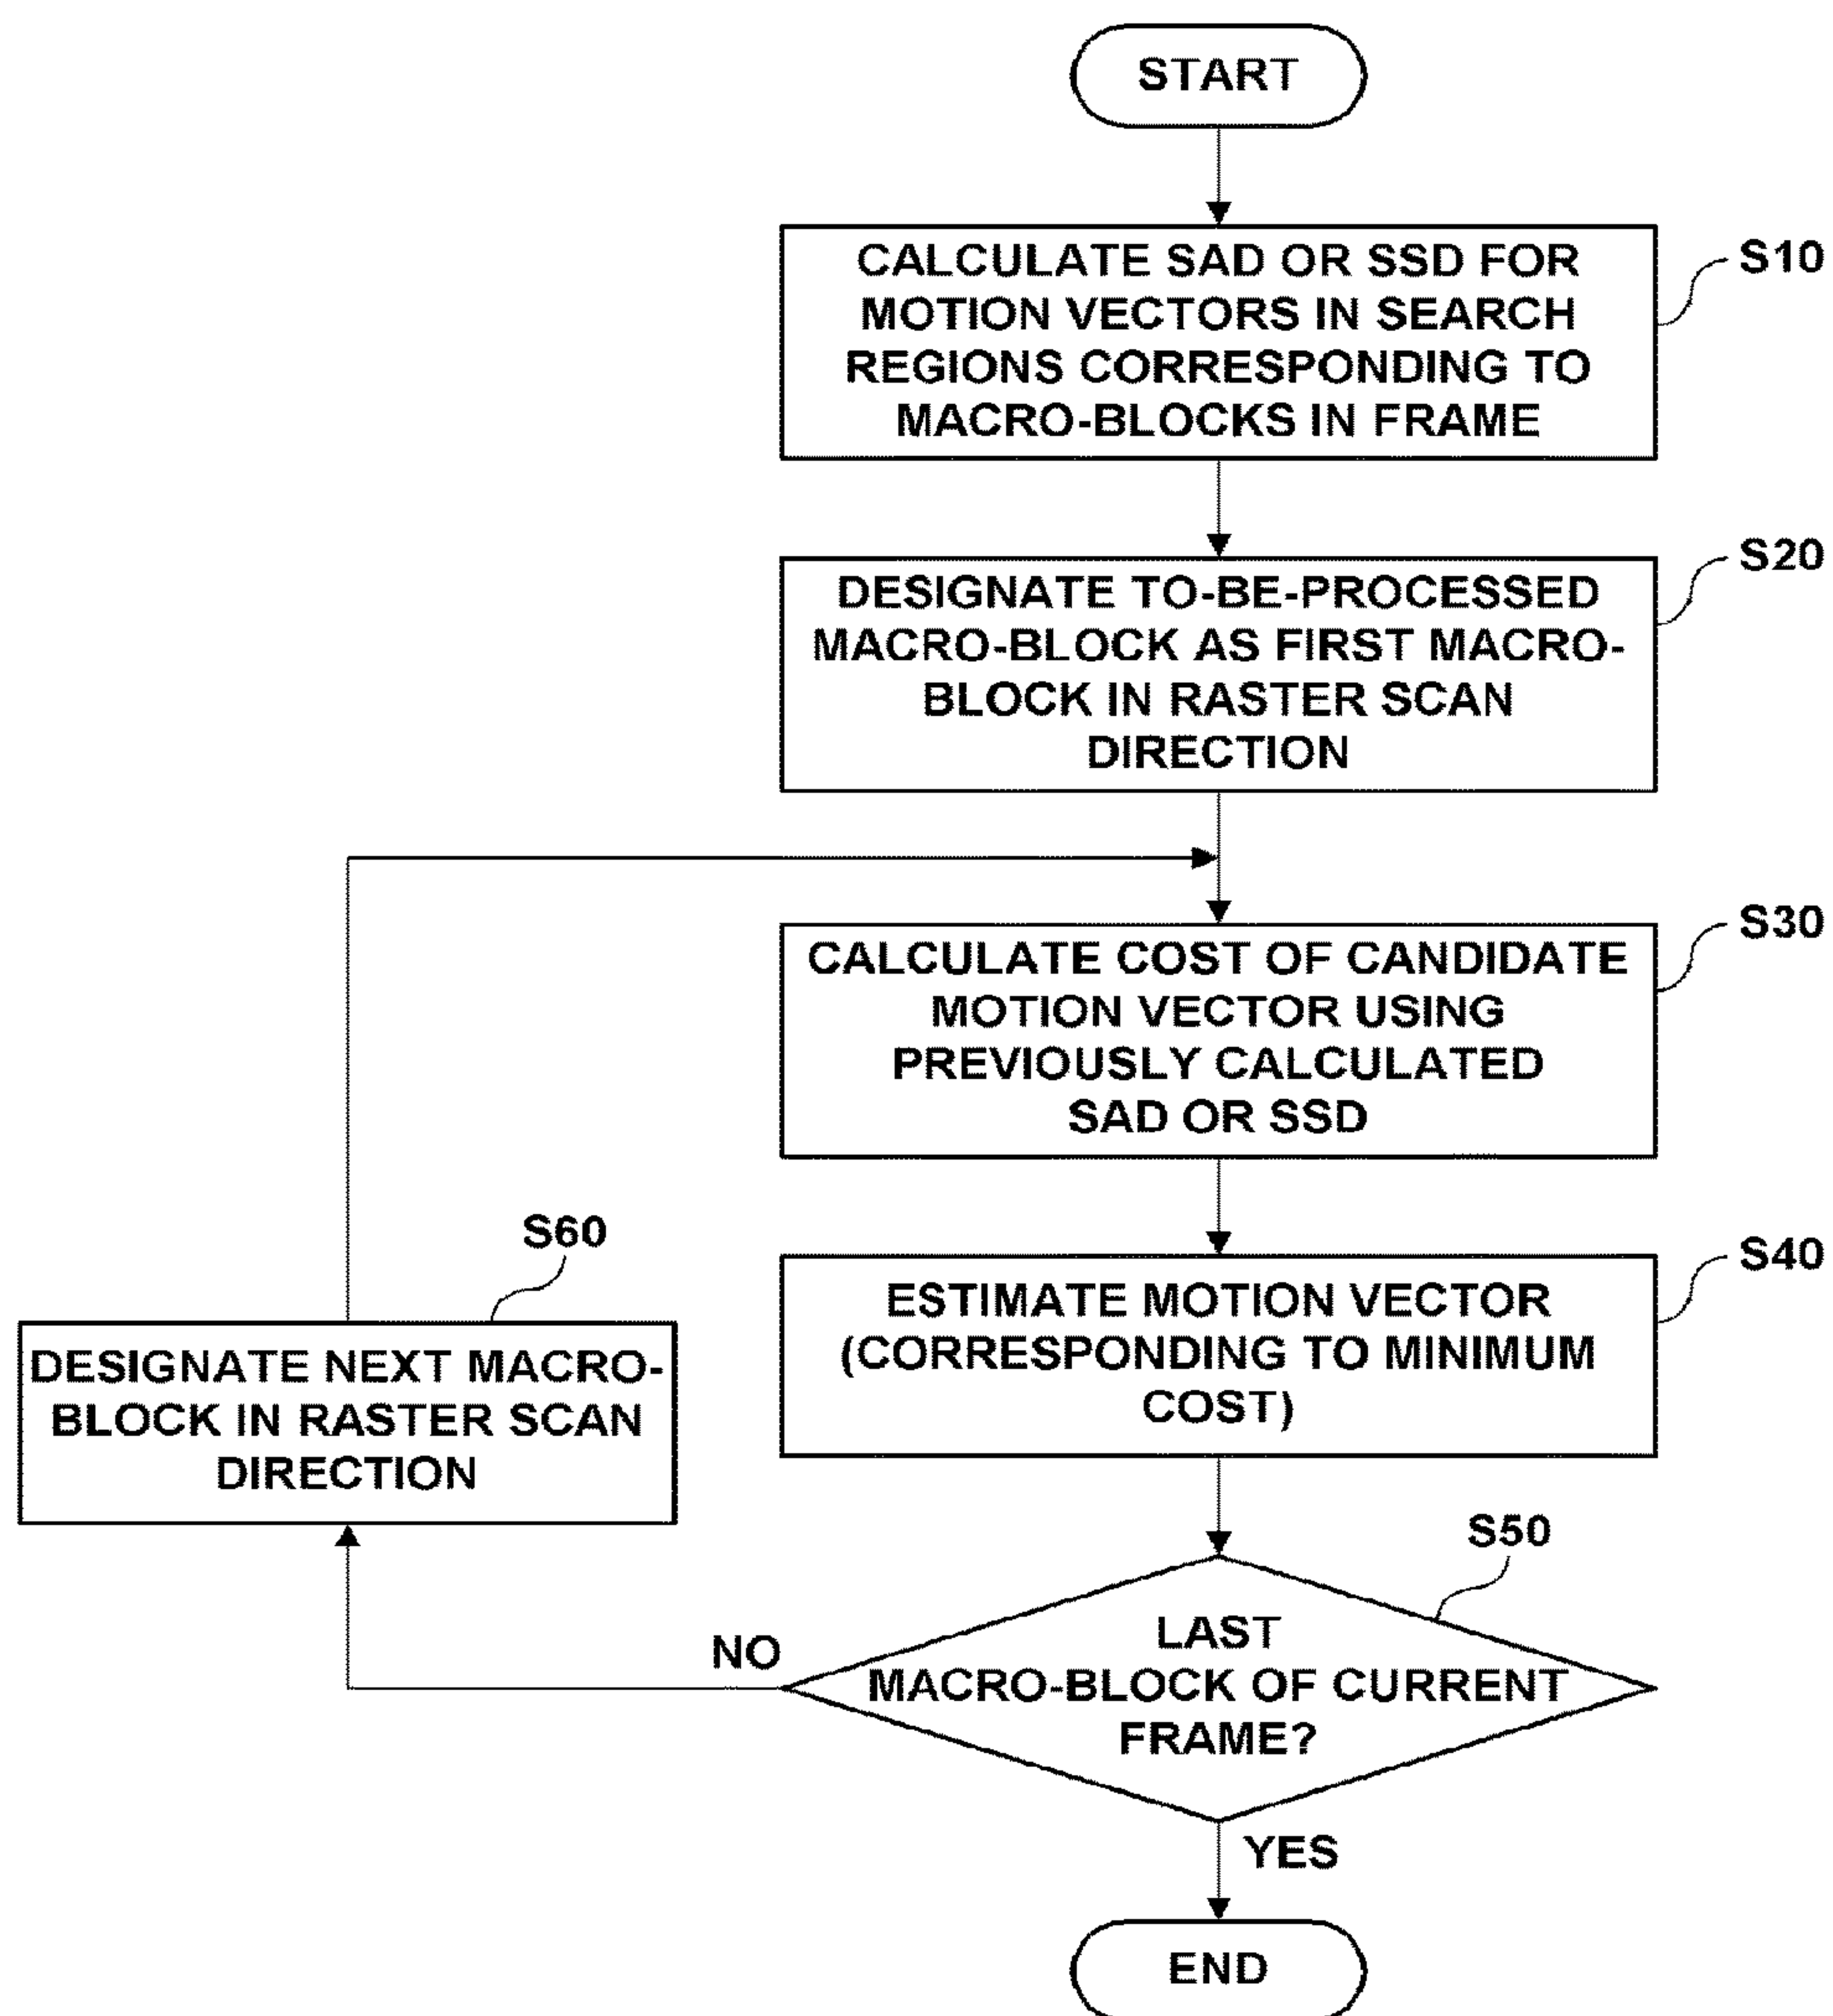 START
CALCULATE SAD OR SSD FOR
MOTION VECTORS IN SEARCH
REGIONS CORRESPONDING TO
MACRO-BLOCKS IN FRAME
S10
DESIGNATE TO-BE-PROCESSED
MACRO-BLOCK AS FIRST MACRO-
BLOCK IN RASTER SCAN
DIRECTION
S20
CALCULATE COST OF CANDIDATE
MOTION VECTOR USING
PREVIOUSLY CALCULATED
SAD OR SSD
S30
ESTIMATE MOTION VECTOR
(CORRESPONDING TO MINIMUM
COST)
S40
S60
DESIGNATE NEXT MACRO-
BLOCK IN RASTER SCAN
DIRECTION
S50
LAST
MACRO-BLOCK OF CURRENT
FRAME?
NO
YES
END